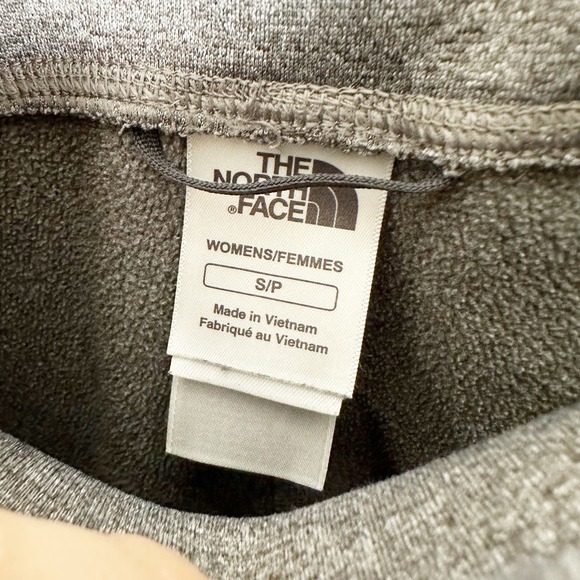 THE
NORTH
®FACE
WOMENS/FEMMES
S/P
Made in Vietnam
Fabriqué au Vietnam